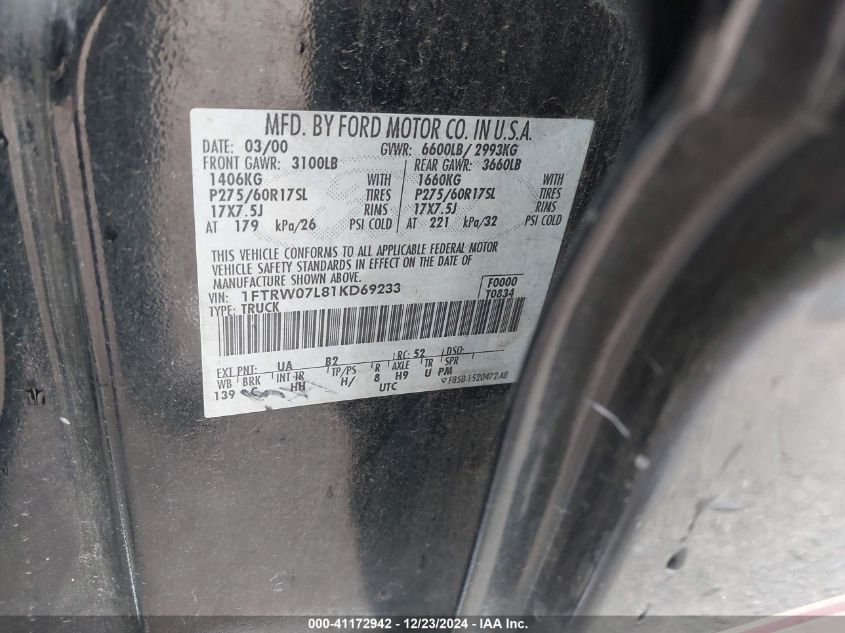 MFD. BY FORD MOTOR CO. IN U.S.A.
DATE: 03/00 GVWR: 6600LB/ 2993KG
FRONT GAWR: 3100LB REAR GAWR: 3660LB
1406KG WITH 1660KG WITH
P275/60R17SL TIRES P275/60R17SL TIRES
17X7.5J RIMS 17X7.5J RIMS
AT 179 kPa/26 PSI COLD AT 221 kPa/32 PSI COLD
THIS VEHICLE CONFORMS TO ALL APPLICABLE FEDERAL MOTOR
VEHICLE SAFETY STANDARDS IN EFFECT ON THE DATE OF
MANUFACTURE SHOWN ABOVE.
VIN: 1FTRW07L81KD69233 F0000
TYPE: TRUCK T0834
EXT PNT: UA B2 RC: 52 DSO:
WB BRK INT TR TP/PS R AXLE TR SPR
139 HH H/ 8 H9 U PM
UTC F85B 1520472 AB
000-41172942 - 12/23/2024 - IAA Inc.